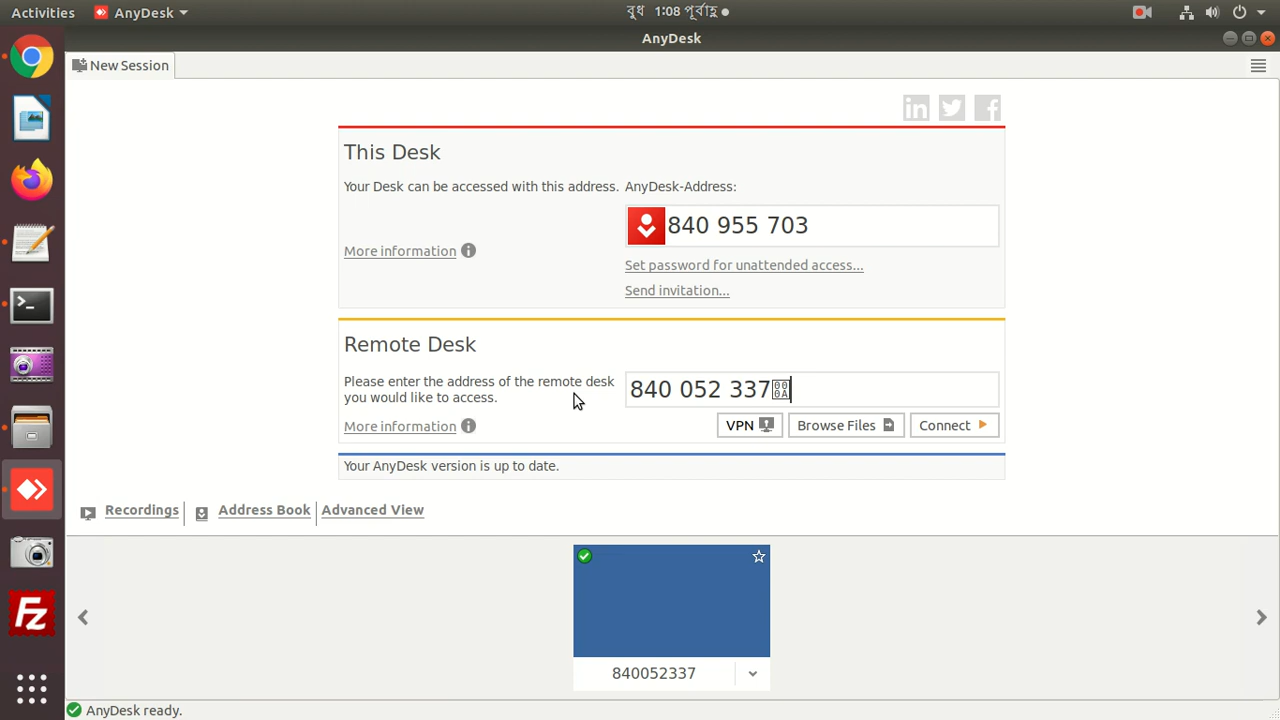 Activities AnyDesk বুধ 1:08 পূর্বাহ্ণ
AnyDesk
New Session
in
This Desk
Your Desk can be accessed with this address. AnyDesk-Address:
840 955 703
More information
Set password for unattended access...
Send invitation...
Remote Desk
Please enter the address of the remote desk
you would like to access.
840 052 337
More information
VPN Browse Files Connect
Your AnyDesk version is up to date.
Recordings Address Book Advanced View
840052337
Fz
AnyDesk ready.